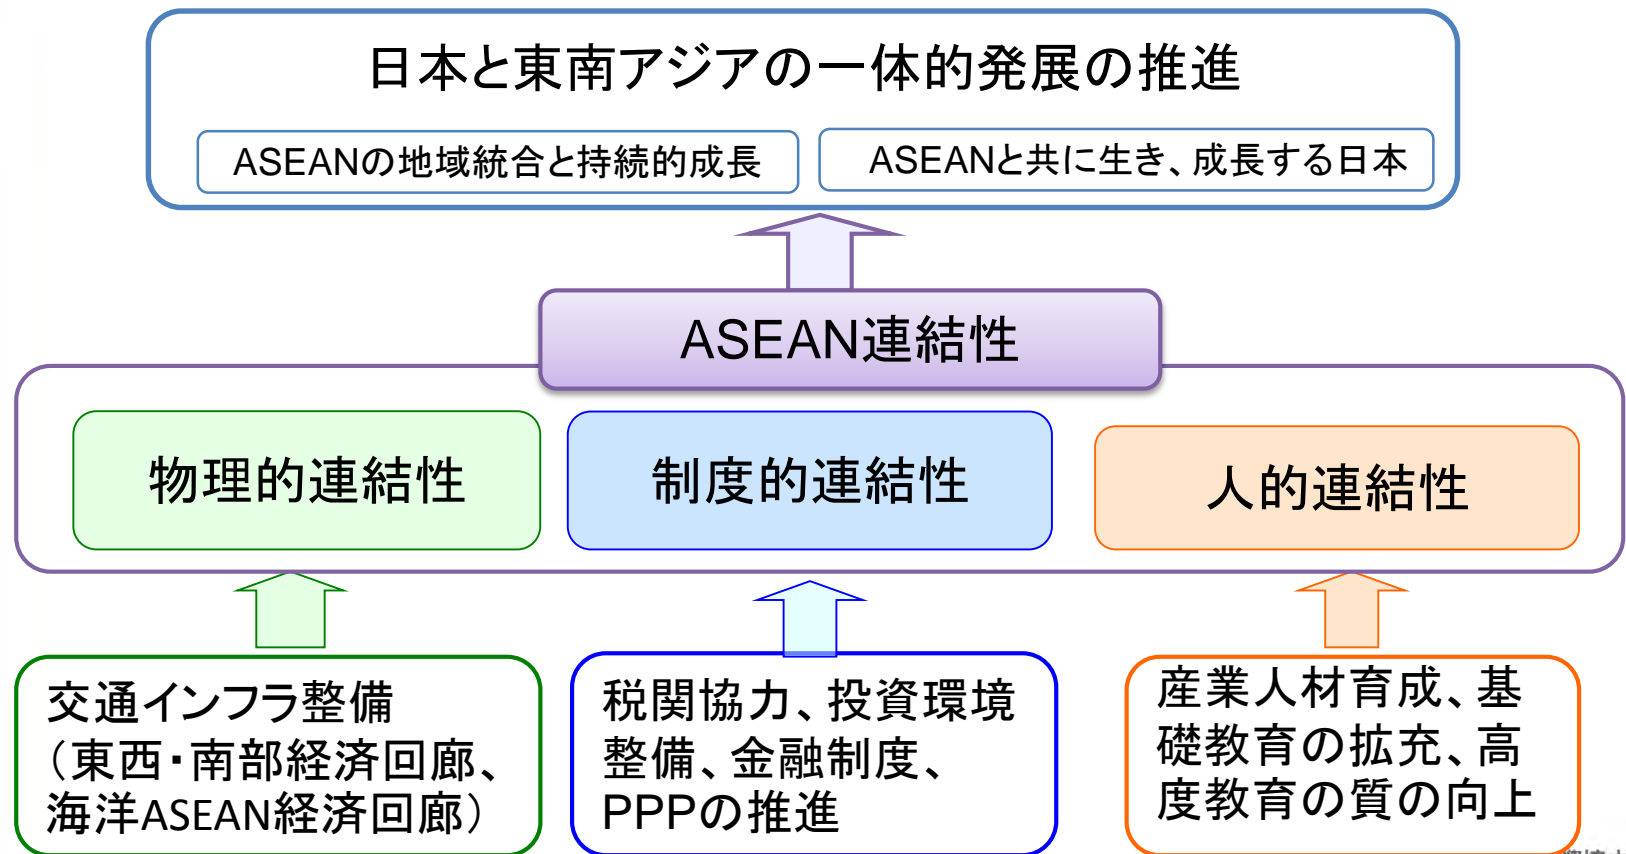 日本と東南アジアの一体的発展の推進
ASEANの地域統合と持続的成長
ASEANと共に生き、成長する日本
ASEAN連結性
物理的連結性
制度的連結性
人的連結性
交通インフラ整備
（東西・南部経済回廊、
海洋ASEAN経済回廊）
税関協力、投資環境
整備、金融制度、
PPPの推進
産業人材育成、基
礎教育の拡充、高
度教育の質の向上